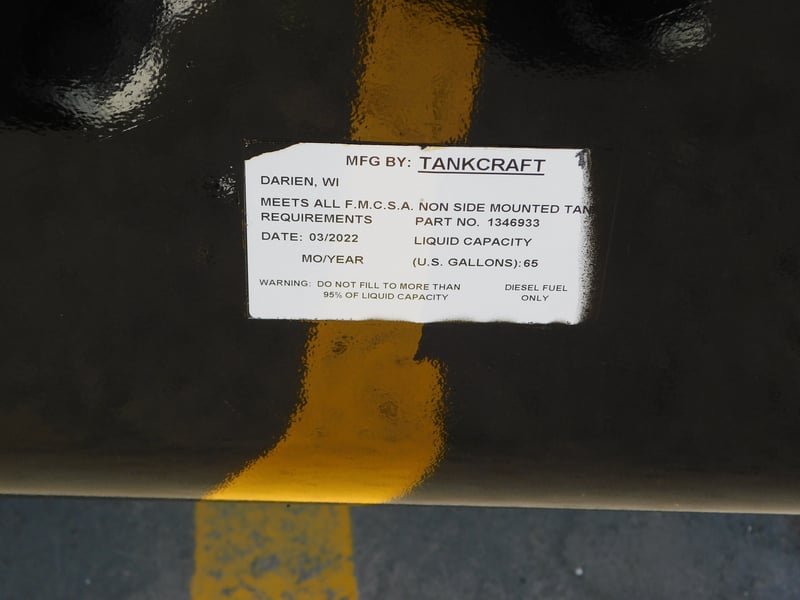 MFG BY: TANKCRAFT
DARIEN, WI
MEETS ALL F.M.C.S.A. NON SIDE MOUNTED TAN
REQUIREMENTS PART NO. 1346933
DATE: 03/2022 LIQUID CAPACITY
MO/YEAR (U.S. GALLONS): 65
WARNING: DO NOT FILL TO MORE THAN DIESEL FUEL
95% OF LIQUID CAPACITY ONLY